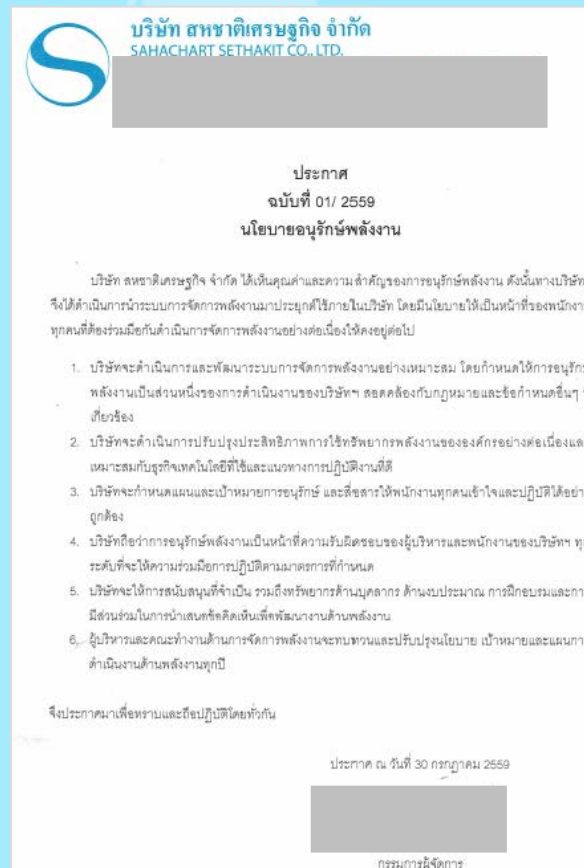 บริษัท สหชาติเศรษฐกิจ จำกัด
SAHACHART SETHAKIT CO., LTD.
ประกาศ
ฉบับที่ 01/ 2559
นโยบายอนุรักษ์พลังงาน
บริษัท สหชาติเศรษฐกิจ จำกัด ได้เห็นคุณค่าและความสำคัญของการอนุรักษ์พลังงาน ดังนั้นทางบริษัท
จึงได้ดำเนินการนำระบบการจัดการพลังงานมาประยุกต์ใช้ภายในบริษัท โดยมีนโยบายให้เป็นหน้าที่ของพนักงา
ทุกคนที่ต้องร่วมมือกันดำเนินการจัดการพลังงานอย่างต่อเนื่องให้คงอยู่ต่อไป
1. บริษัทจะดำเนินการและพัฒนาระบบการจัดการพลังงานอย่างเหมาะสม โดยกำหนดให้การอนุรักษ
พลังงานเป็นส่วนหนึ่งของการดำเนินงานของบริษัทฯ สอดคล้องกับกฎหมายและข้อกำหนดอื่นๆ
เกี่ยวข้อง
2. บริษัทจะดำเนินการปรับปรุงประสิทธิภาพการใช้ทรัพยากรพลังงานขององค์กรอย่างต่อเนื่องและ
เหมาะสมกับธุรกิจเทคโนโลยีที่ใช้และแนวทางการปฏิบัติงานที่ดี
3. บริษัทจะกำหนดแผนและเป้าหมายการอนุรักษ์ และสื่อสารให้พนักงานทุกคนเข้าใจและปฏิบัติได้อย่า
ถูกต้อง
4. บริษัทถือว่าการอนุรักษ์พลังงานเป็นหน้าที่ความรับผิดชอบของผู้บริหารและพนักงานของบริษัทฯ ทุ
ระดับที่จะให้ความร่วมมือการปฏิบัติตามมาตรการที่กำหนด
5. บริษัทจะให้การสนับสนุนที่จำเป็น รวมถึงทรัพยากรด้านบุคลากร ด้านงบประมาณ การฝึกอบรมและกา
มีส่วนร่วมในการนำเสนอข้อคิดเห็นเพื่อพัฒนางานด้านพลังงาน
6. ผู้บริหารและคณะทำงานด้านการจัดการพลังงานจะทบทวนและปรับปรุงนโยบาย เป้าหมายและแผนกา
ดำเนินงานด้านพลังงานทุกปี
จึงประกาศมาเพื่อทราบและถือปฏิบัติโดยทั่วกัน
ประกาศ ณ วันที่ 30 กรกฎาคม 2559
กรรมการผู้จัดการ